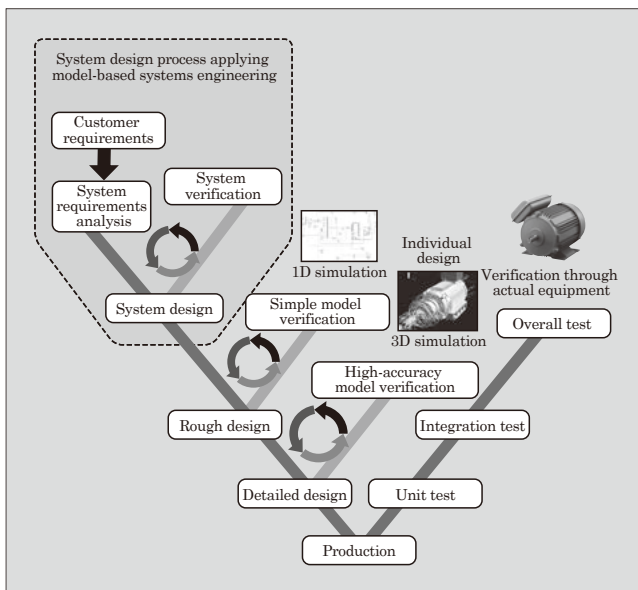 System design process applying
model-based systems engineering
Customer
requirements
System
requirements
analysis
System
verification
System design
1D simulation
Individual
design
3D simulation
Verification through
actual equipment
Simple model
verification
Overall test
High-accuracy
model verification
Rough design
Integration test
Detailed design
Unit test
Production